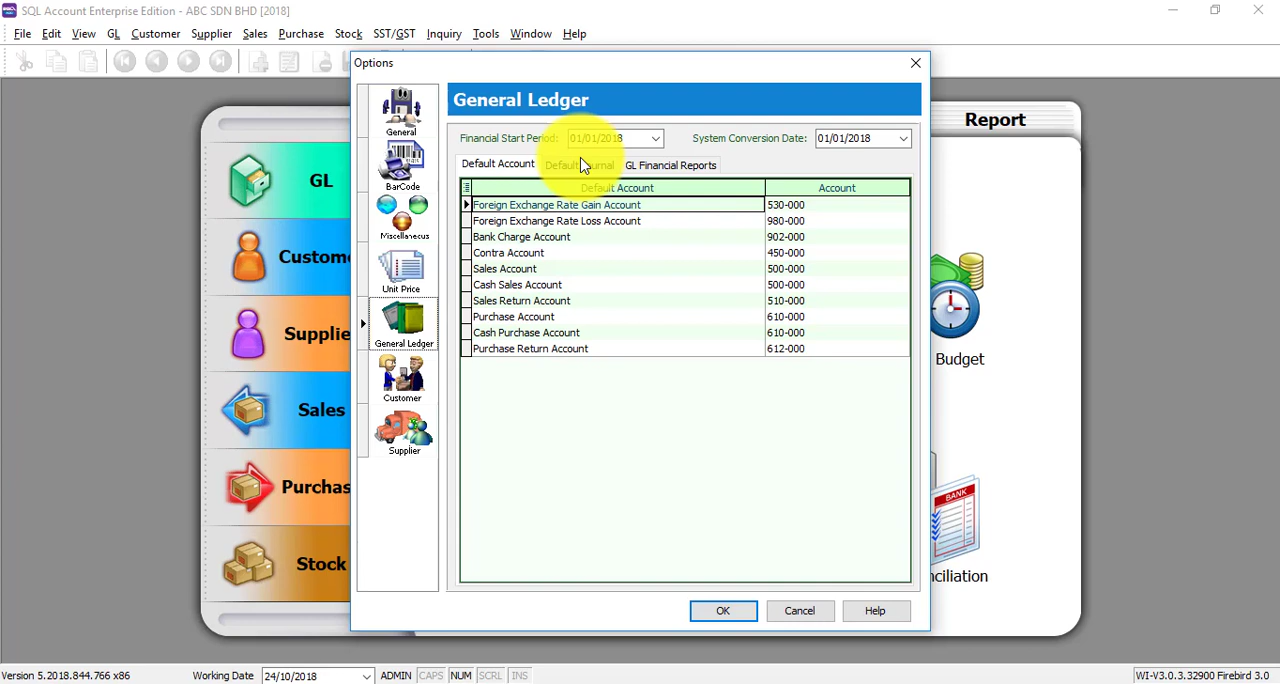 SQL Account Enterprise Edition - ABC SDN BHD [2018]
File Edit View GL Customer Supplier Sales Purchase Stock SST/GST Inquiry Tools Window Help
Options
General
BarCode
Miscellaneous
Unit Price
General Ledger
Customer
Supplier
General Ledger
Financial Start Period: 01/01/2018 System Conversion Date: 01/01/2018
Default Account Default Journal GL Financial Reports
Default Account Account
Foreign Exchange Rate Gain Account 530-000
Foreign Exchange Rate Loss Account 980-000
Bank Charge Account 902-000
Contra Account 450-000
Sales Account 500-000
Cash Sales Account 500-000
Sales Return Account 510-000
Purchase Account 610-000
Cash Purchase Account 610-000
Purchase Return Account 612-000
OK Cancel Help
GL
Custome
Supplie
Sales
Purchas
Stock
Report
Budget
BANK
nciliation
Version 5.2018.844.766 x86 Working Date 24/10/2018 ADMIN CAPS NUM SCRL INS WI-V3.0.3.32900 Firebird 3.0